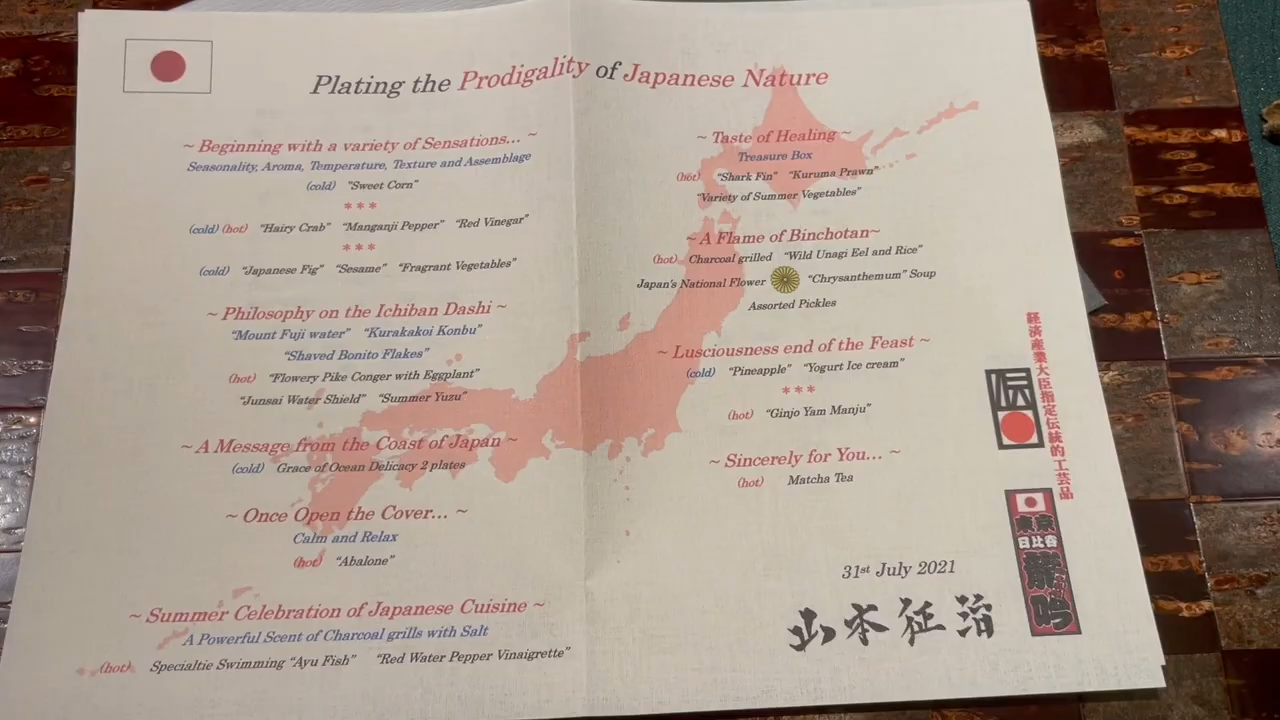 Plating the Prodigality of Japanese Nature
~ Beginning with a variety of Sensations... ~
Seasonality, Aroma, Temperature, Texture and Assemblage
(cold) "Sweet Corn"
***
(cold) (hot) "Hairy Crab" "Manganji Pepper" "Red Vinegar"
***
(cold) "Japanese Fig" "Sesame" "Fragrant Vegetables"
~ Philosophy on the Ichiban Dashi ~
"Mount Fuji water" "Kurakakoi Konbu"
"Shaved Bonito Flakes"
(hot) "Flowery Pike Conger with Eggplant"
"Junsai Water Shield" "Summer Yuzu"
~ A Message from the Coast of Japan ~
(cold) Grace of Ocean Delicacy 2 plates
~ Once Open the Cover... ~
Calm and Relax
(hot) "Abalone"
~ Summer Celebration of Japanese Cuisine ~
A Powerful Scent of Charcoal grills with Salt
(hot) Specialtie Swimming "Ayu Fish" "Red Water Pepper Vinaigrette"
~ Taste of Healing ~
Treasure Box
(hot) "Shark Fin" "Kuruma Prawn"
"Variety of Summer Vegetables"
~ A Flame of Binchotan~
(hot) Charcoal grilled "Wild Unagi Eel and Rice"
Japan's National Flower "Chrysanthemum" Soup
Assorted Pickles
~ Lusciousness end of the Feast ~
(cold) "Pineapple" "Yogurt Ice cream"
***
(hot) "Ginjo Yam Manju"
~ Sincerely for You... ~
(hot) Matcha Tea
31st July 2021
山本征治
経済産業大臣指定伝統的工芸品
伝
東京
日比谷
龍吟